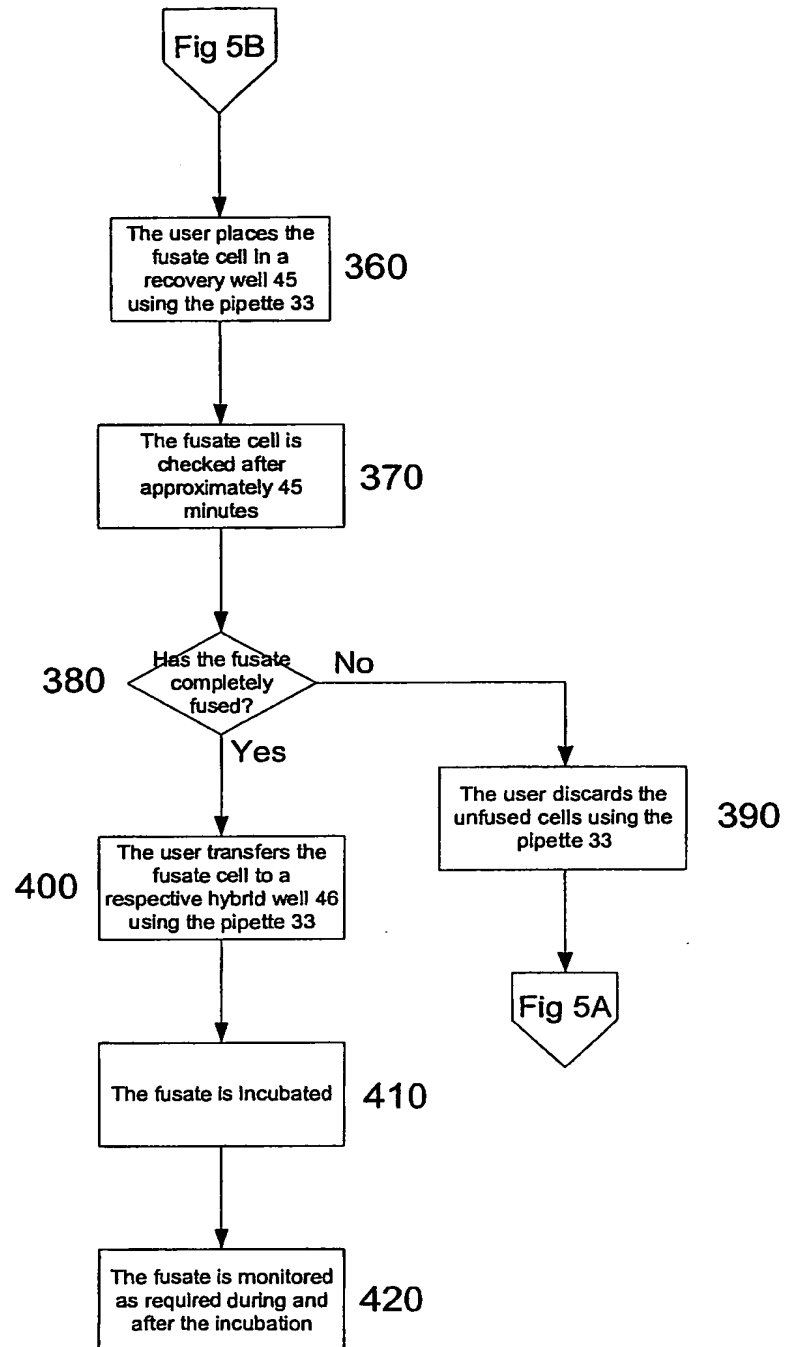 Fig 5B
The user places the
fusate cell in a
recovery well 45
using the pipette 33
360
The fusate cell is
checked after
approximately 45
minutes
370
380
Has the fusate
completely
fused?
No
Yes
The user discards the
unfused cells using the
pipette 33
390
400
The user transfers the
fusate cell to a
respective hybrid well 46
using the pipette 33
Fig 5A
The fusate is Incubated
410
The fusate is monitored
as required during and
after the incubation
420